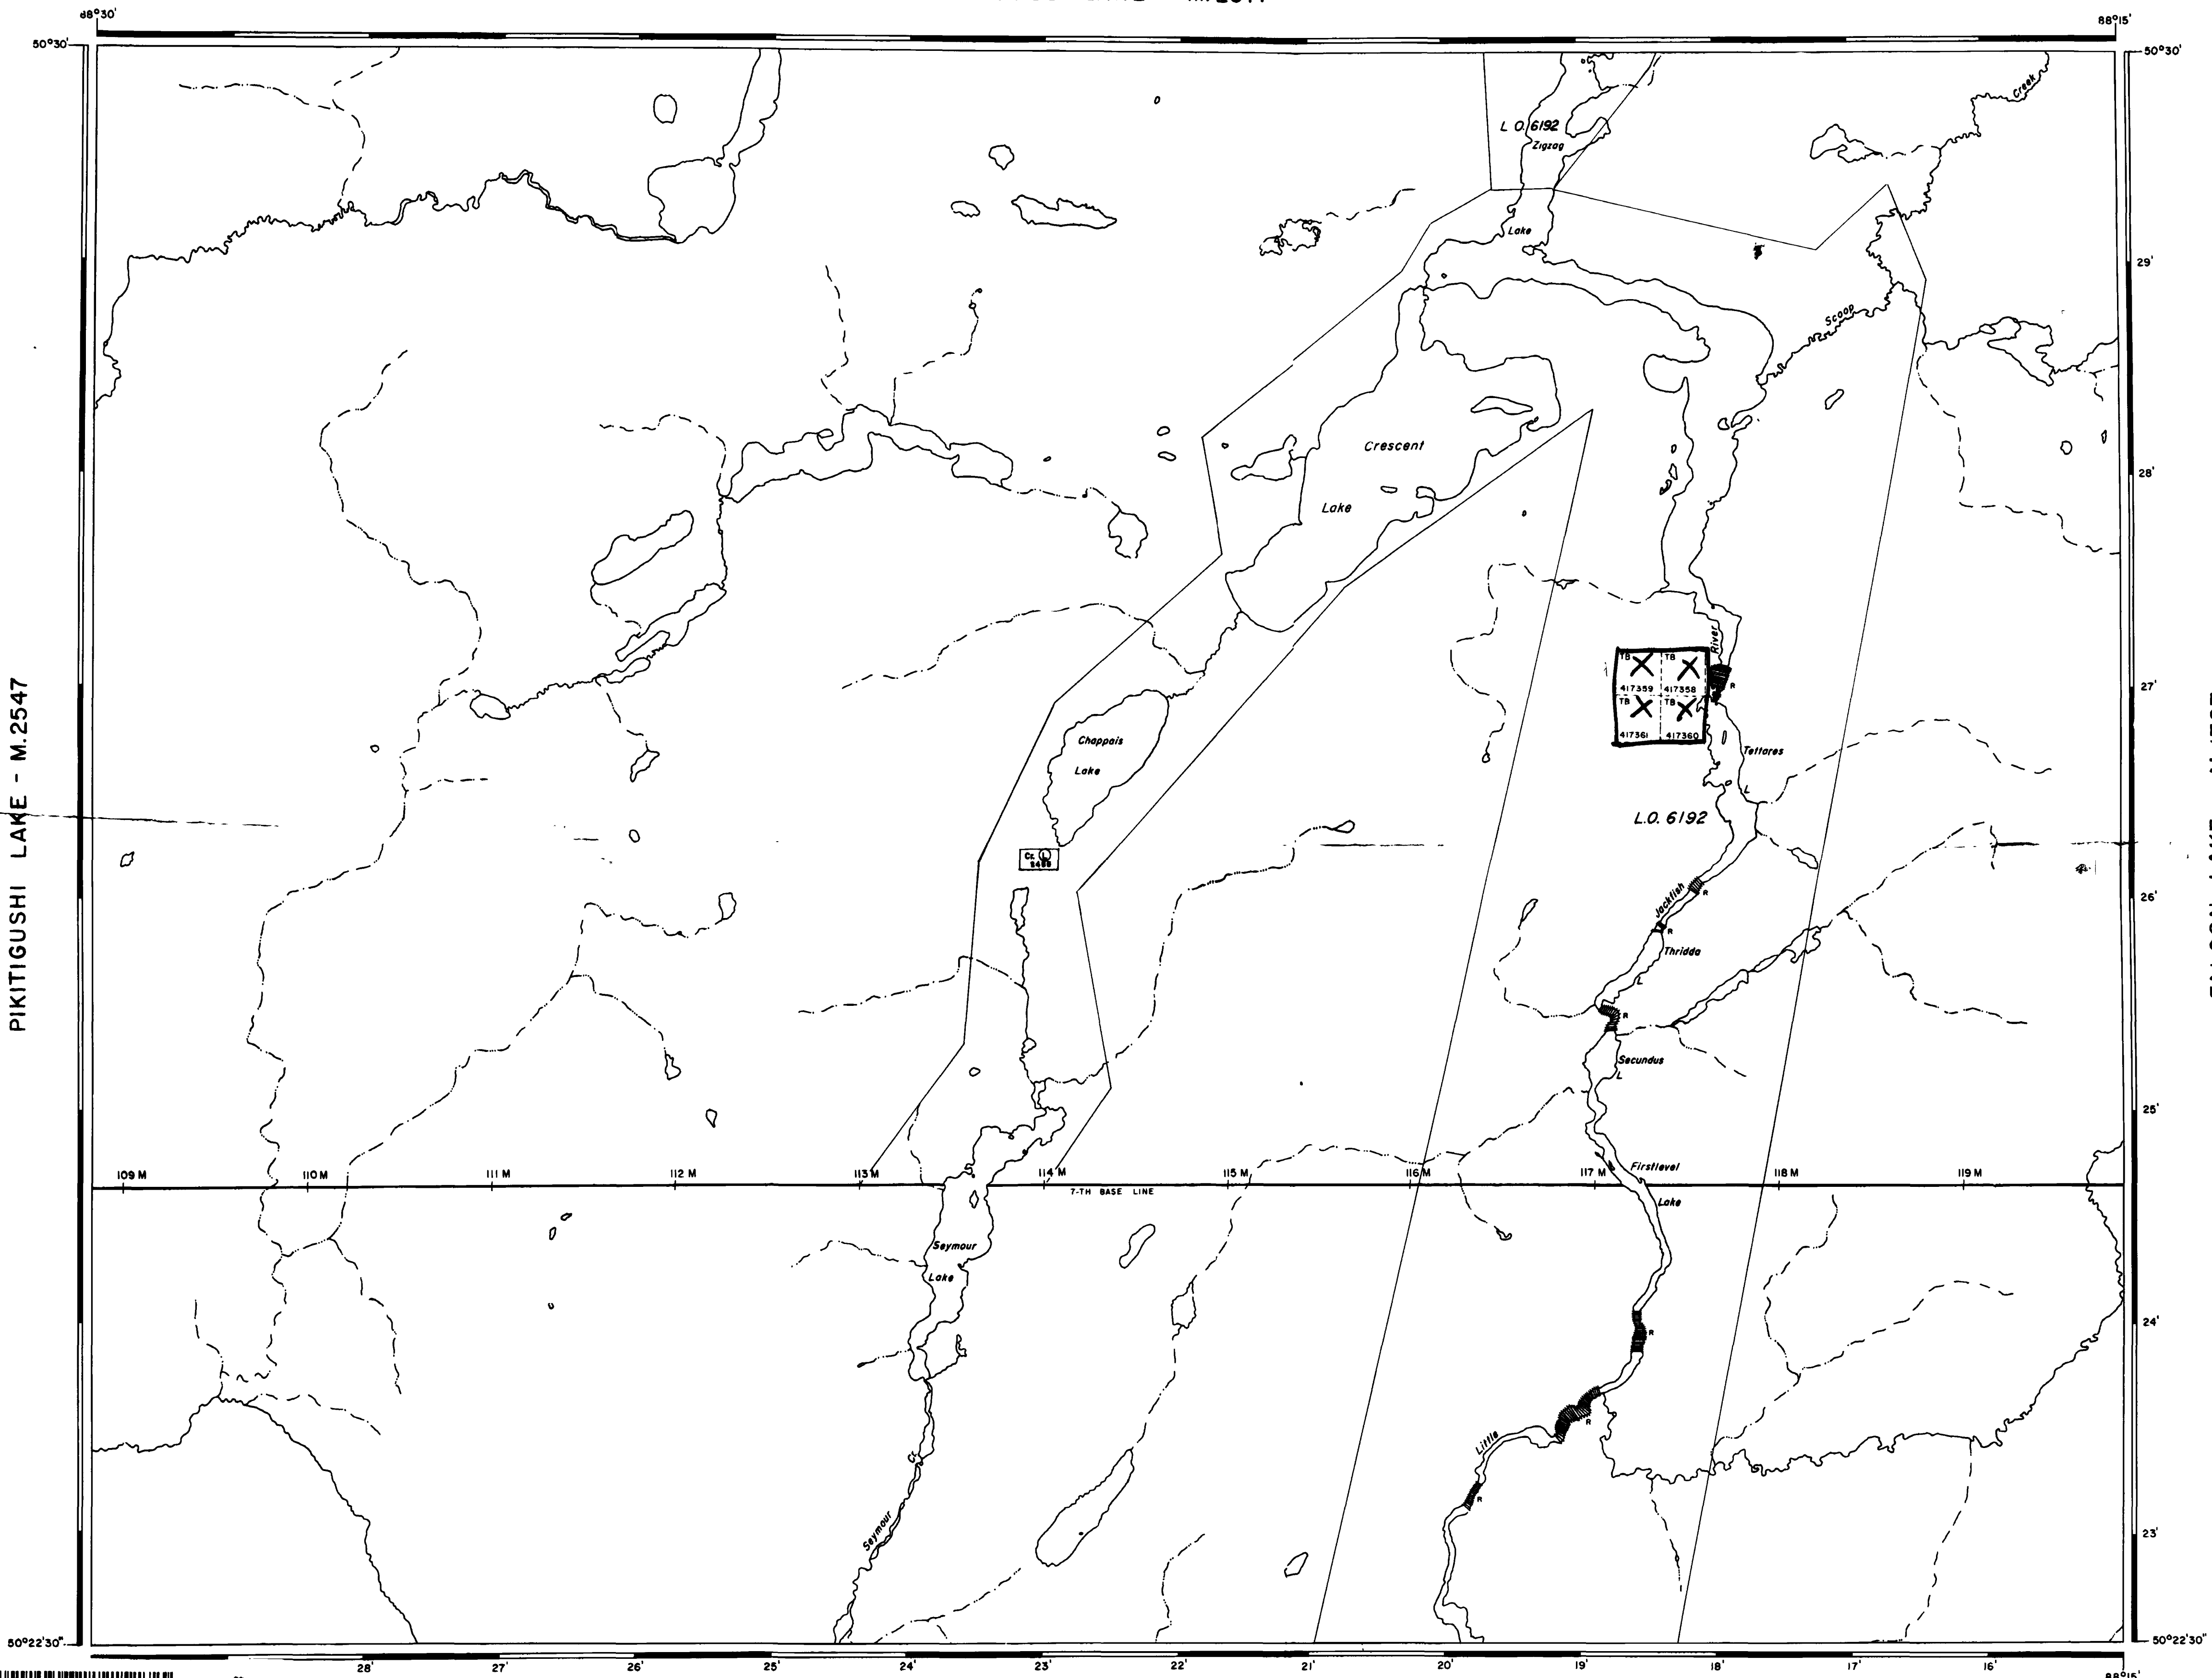 88°30'
88°15'
50°30'
50°30'
Creek
L.O. 6192
Zigzag
Lake
29'
Scoop
Crescent
28'
Lake
River
TB
TB
417359
417358
R
27'
TB
TB
417361
417360
PIKITIGUSHI LAKE - M.2547
Chappais
Lake
Tettares
L
L.O. 6192
Cr. L
26'
Jackfish
R
R
Thridda
L
R
Secundus
L
25'
109 M
110 M
111 M
112 M
113 M
114 M
115 M
116 M
117 M
118 M
119 M
Firstlevel
7-TH BASE LINE
Lake
Seymour
Lake
24'
R
R
Little
Cr.
R
Seymour
23'
50°22'30"
50°22'30"
28'
27'
26'
25'
24'
23'
22'
21'
20'
19'
18'
17'
16'
88°15'